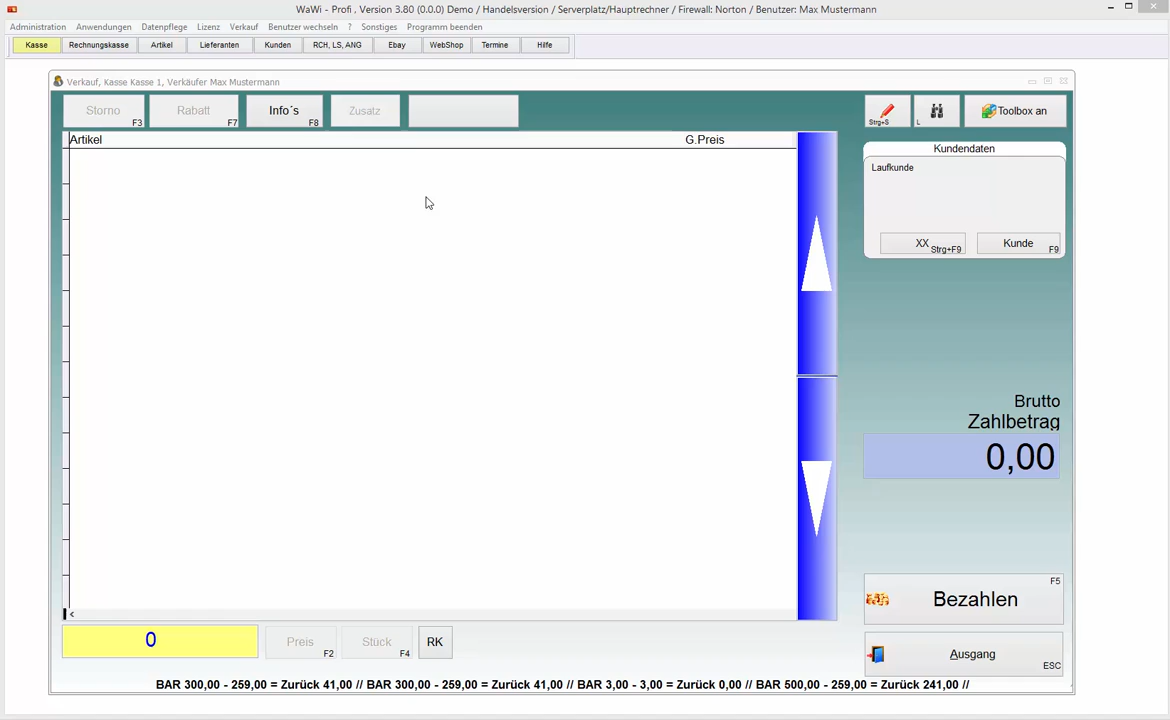 WaWi - Profi , Version 3.80 (0.0.0) Demo / Handelsversion / Serverplatz/Hauptrechner / Firewall: Norton / Benutzer: Max Mustermann
Administration Anwendungen Datenpflege Lizenz Verkauf Benutzer wechseln ? Sonstiges Programm beenden
Kasse Rechnungskasse Artikel Lieferanten Kunden RCH, LS, ANG Ebay WebShop Termine Hilfe
Verkauf, Kasse Kasse 1, Verkäufer Max Mustermann
Storno F3 Rabatt F7 Info´s F8 Zusatz Strg+S L Toolbox an
Artikel G.Preis
Kundendaten
Laufkunde
XX Strg+F9 Kunde F9
Brutto
Zahlbetrag
0,00
Bezahlen F5
<
0 Preis F2 Stück F4 RK
Ausgang ESC
BAR 300,00 - 259,00 = Zurück 41,00 // BAR 300,00 - 259,00 = Zurück 41,00 // BAR 3,00 - 3,00 = Zurück 0,00 // BAR 500,00 - 259,00 = Zurück 241,00 //